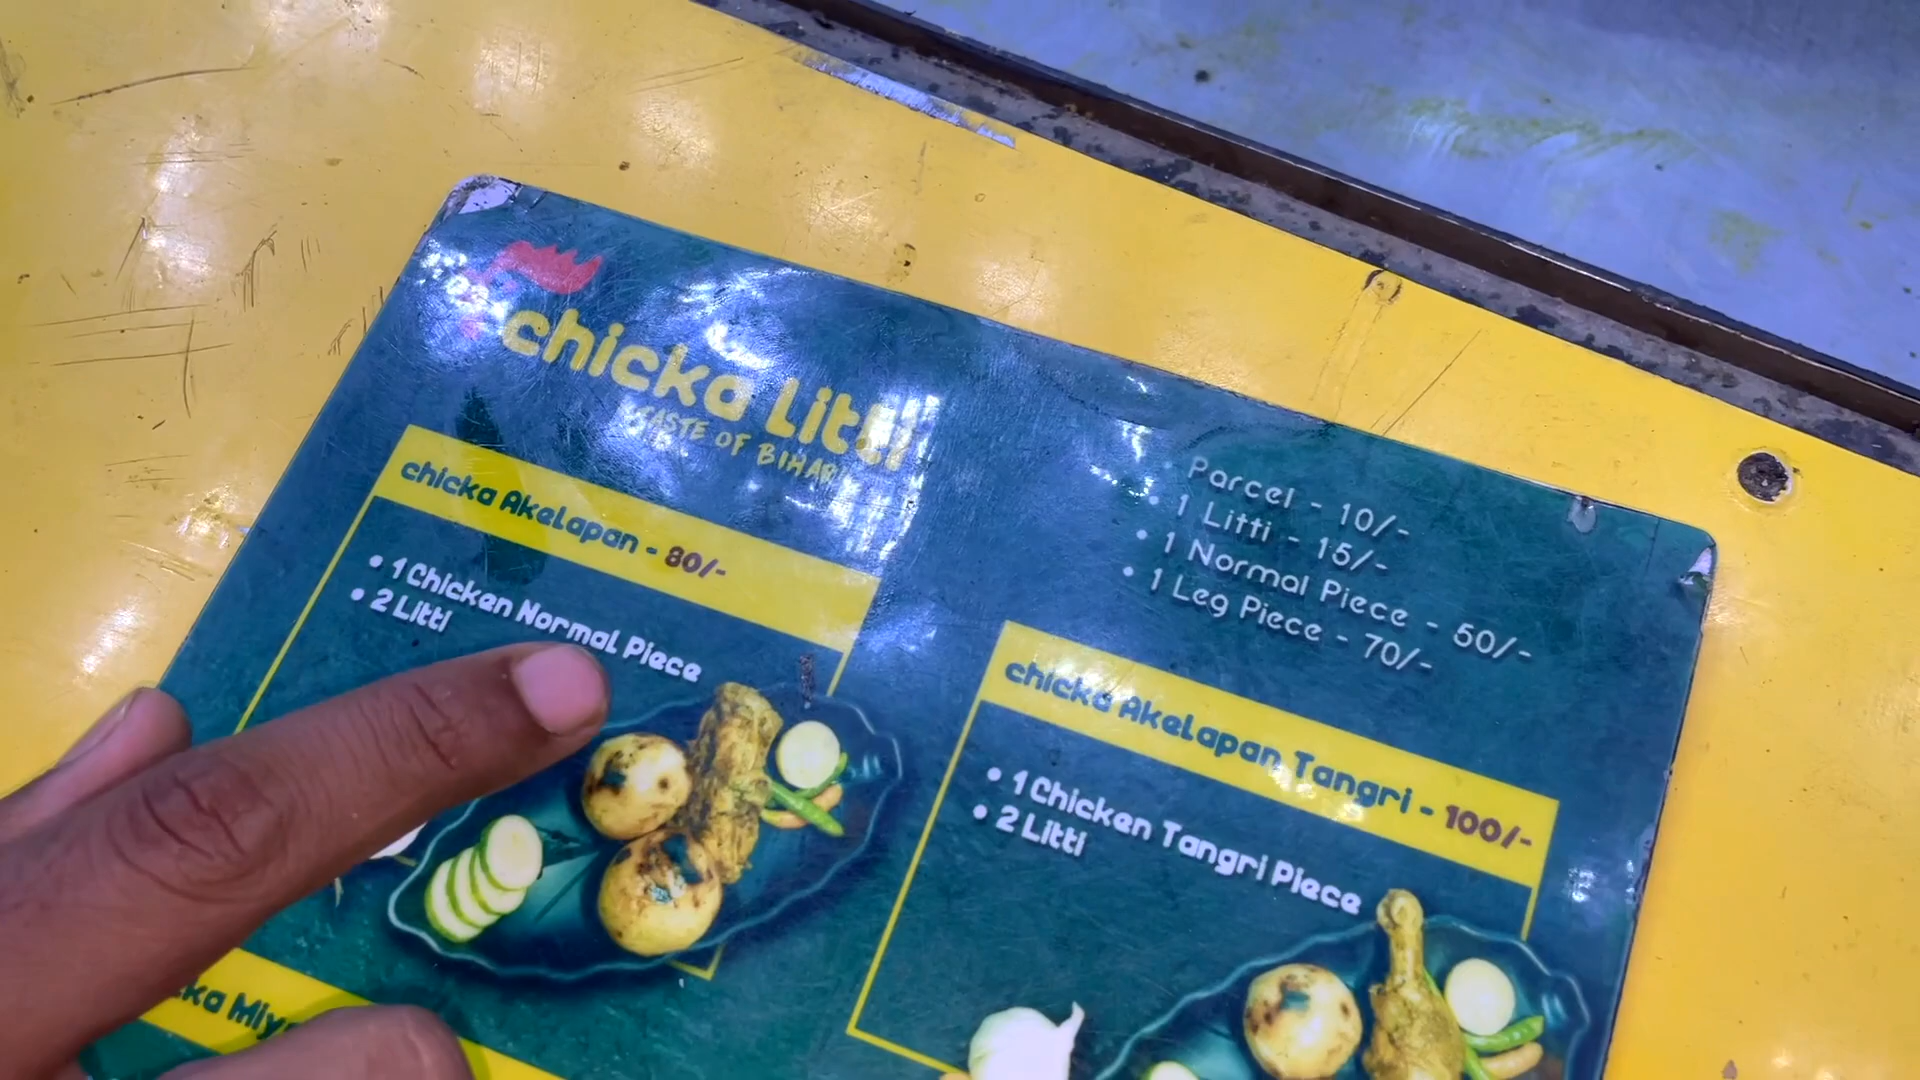 chicka Litti
TASTE OF BIHAR
Parcel - 10/-
• 1 Litti - 15/-
• 1 Normal Piece - 50/-
• 1 Leg Piece - 70/-
chicka Akelapan - 80/-
• 1 Chicken Normal Piece
• 2 Litti
chicka Akelapan Tangri - 100/-
• 1 Chicken Tangri Piece
• 2 Litti